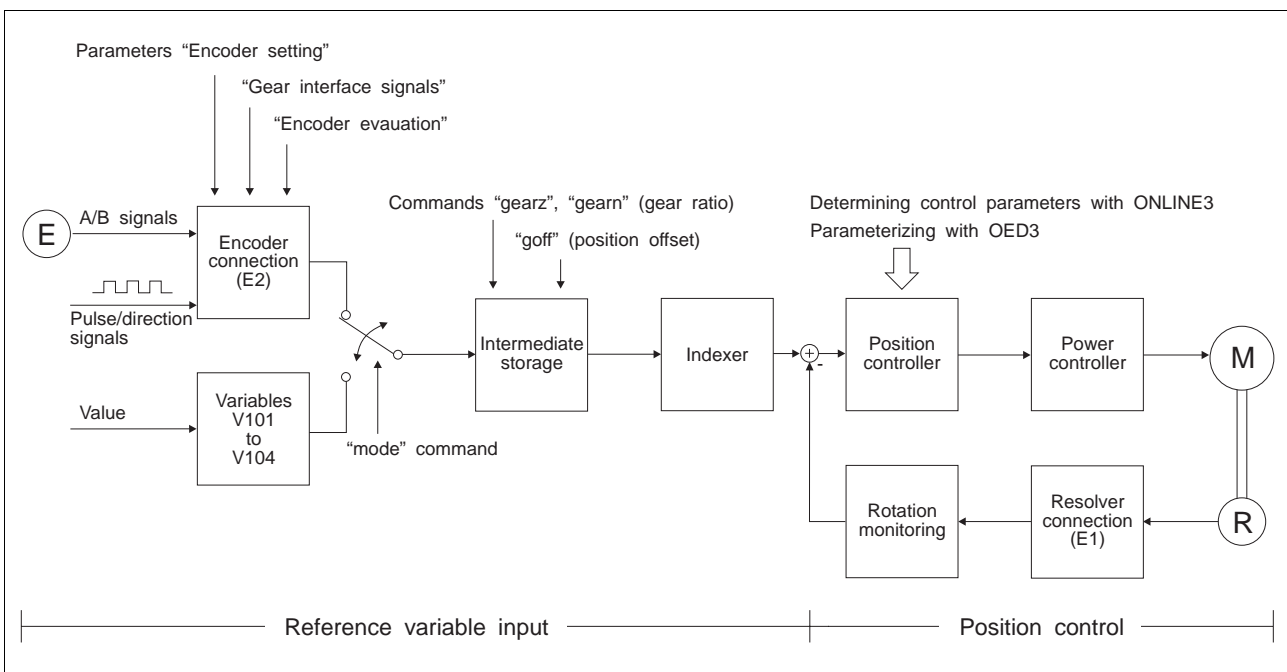 Parameters “Encoder setting”
“Gear interface signals”
“Encoder evauation”
E
A/B signals
Encoder
connection
(E2)
Pulse/direction
signals
Value
Variables
V101
to
V104
“mode” command
Commands “gearz”, “gearn” (gear ratio)
“goff” (position offset)
Intermediate
storage
Indexer
Determining control parameters with ONLINE3
Parameterizing with OED3
+
-
Position
controller
Power
controller
M
Rotation
monitoring
Resolver
connection
(E1)
R
Reference variable input
Position control